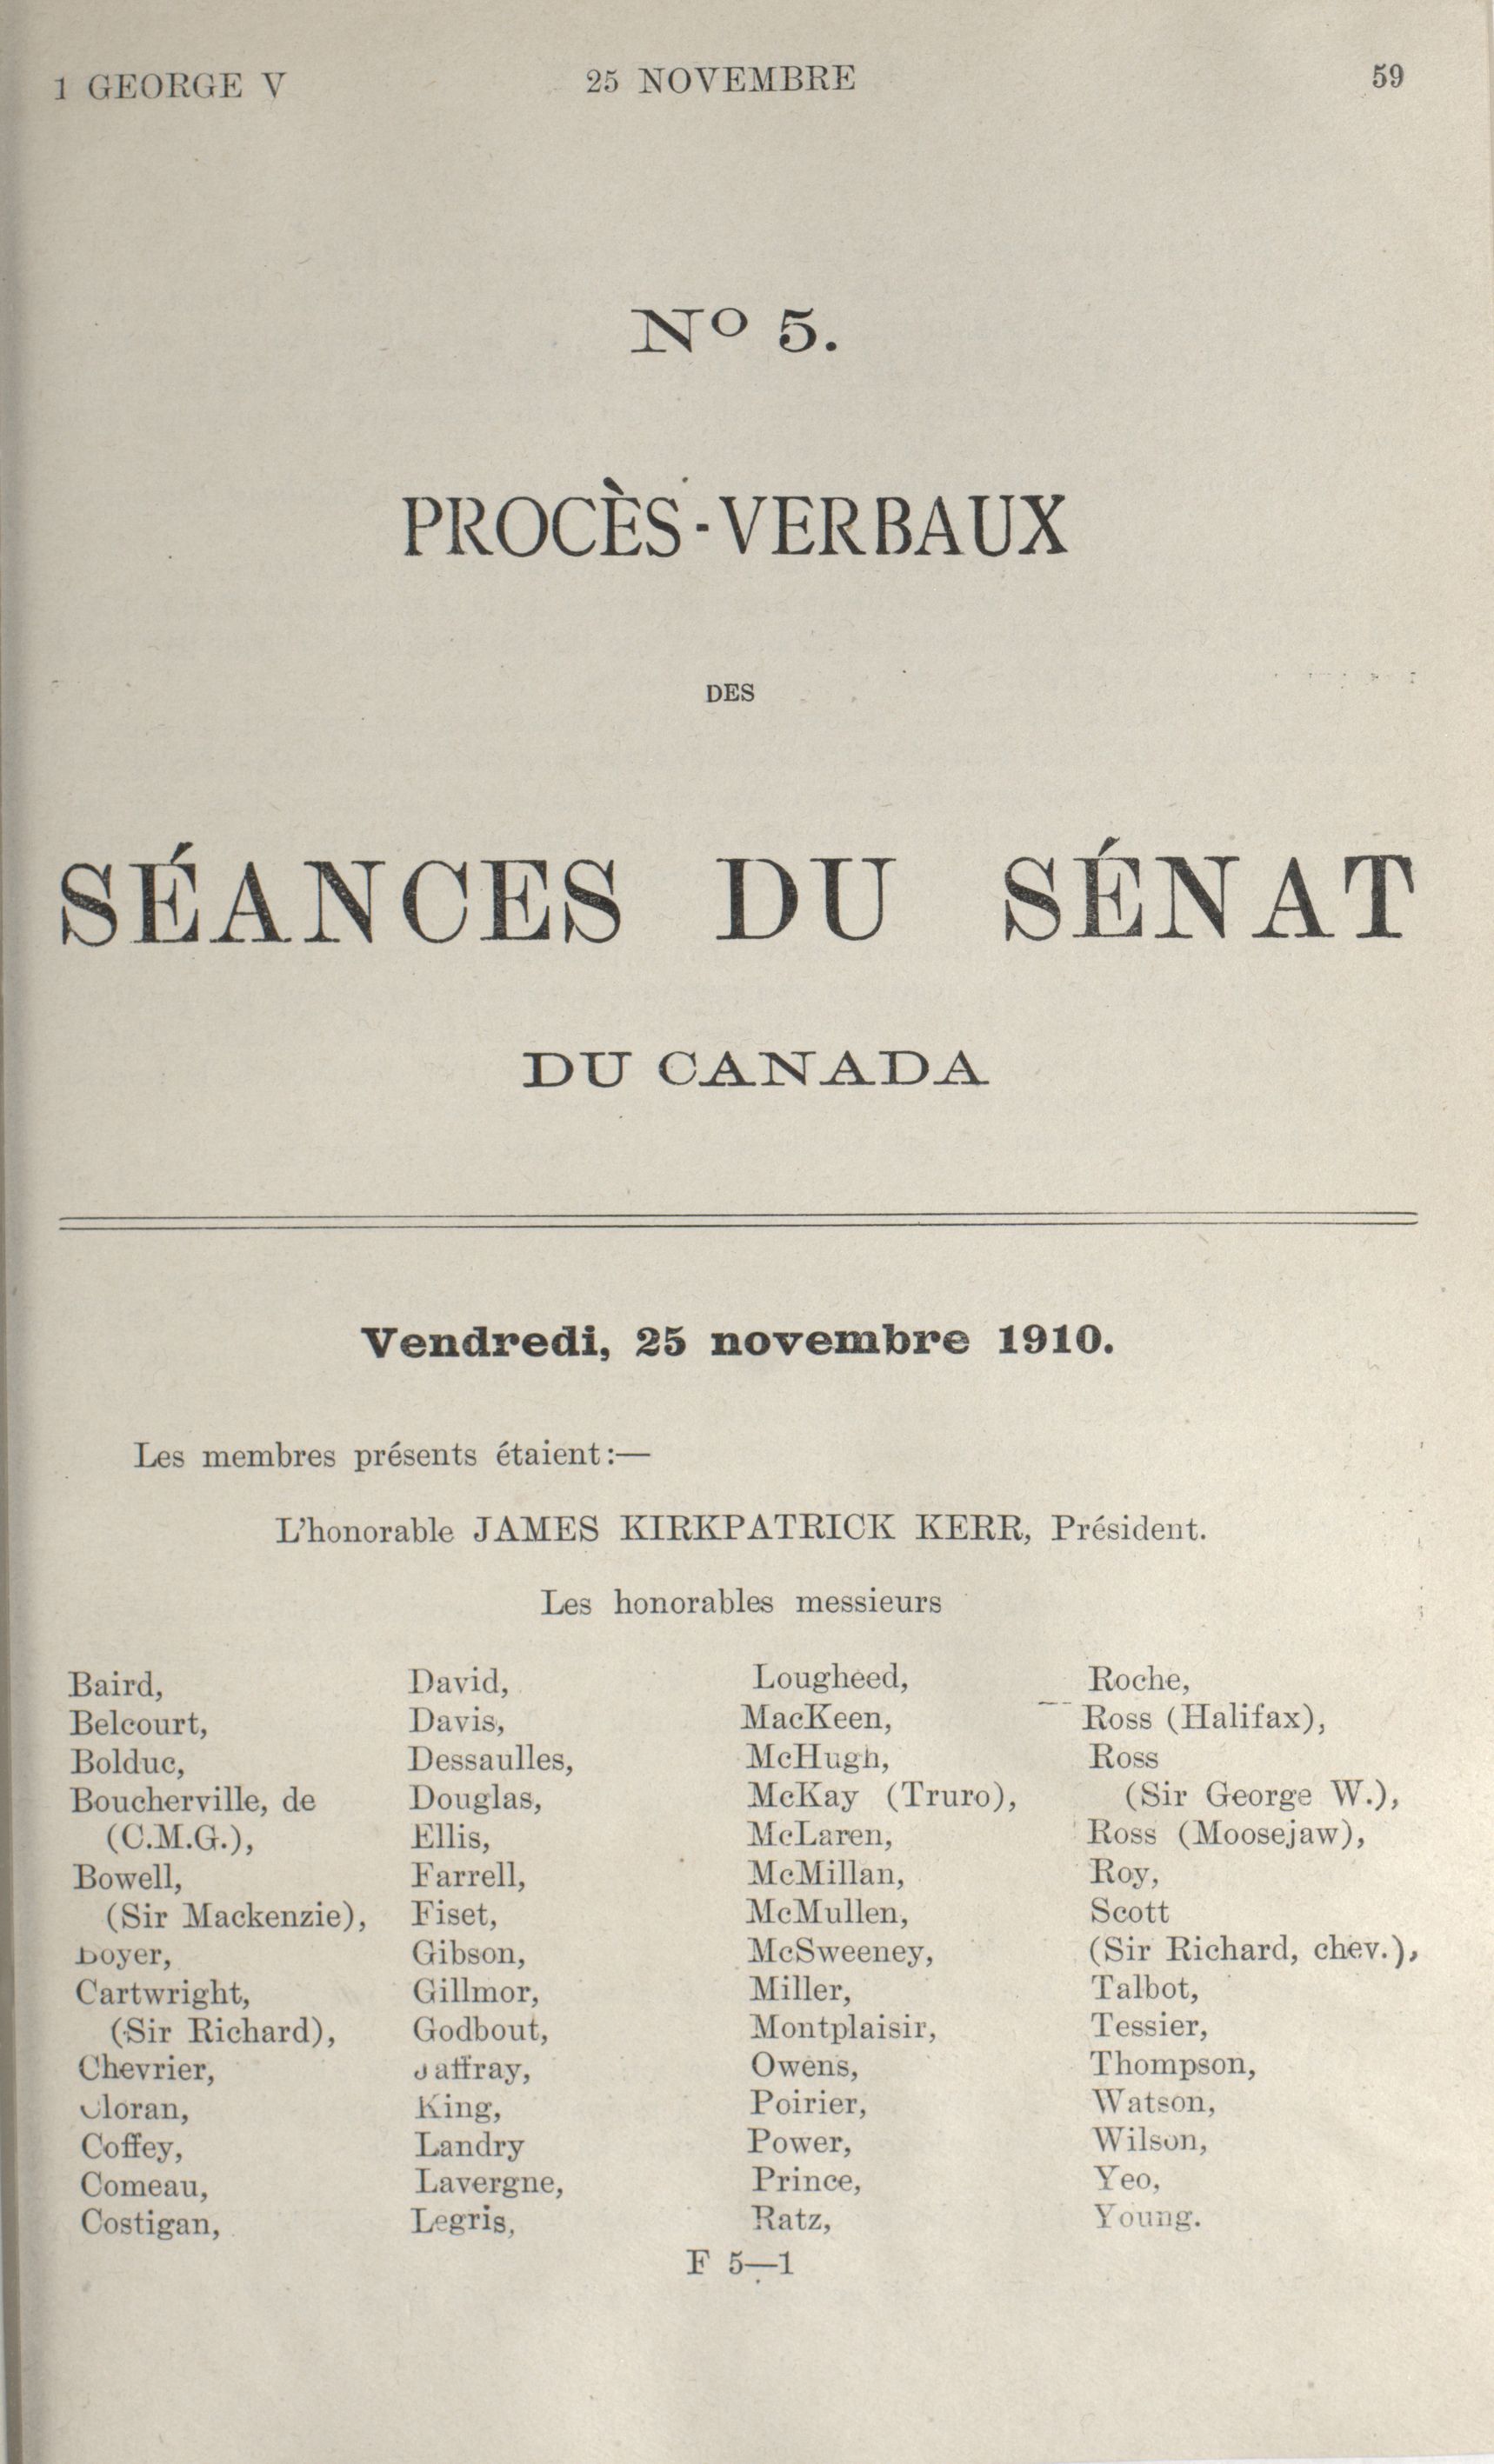 1 GEORGE V
25 NOVEMBRE
59
Nº 5.
PROCÈS-VERBAUX
DES
SÉANCES DU SÉNAT
DU CANADA
Vendredi, 25 novembre 1910.
Les membres présents étaient:—
L'honorable JAMES KIRKPATRICK KERR, Président.
Les honorables messieurs
Baird,
Belcourt,
Bolduc,
Boucherville, de
(C.M.G.),
Bowell,
(Sir Mackenzie),
Boyer,
Cartwright,
(Sir Richard),
Chevrier,
Cloran,
Coffey,
Comeau,
Costigan,
David,
Davis,
Dessaulles,
Douglas,
Ellis,
Farrell,
Fiset,
Gibson,
Gillmor,
Godbout,
Jaffray,
King,
Landry
Lavergne,
Legris,
Lougheed,
MacKeen,
McHugh,
McKay (Truro),
McLaren,
McMillan,
McMullen,
McSweeney,
Miller,
Montplaisir,
Owens,
Poirier,
Power,
Prince,
Ratz,
Roche,
Ross (Halifax),
Ross
(Sir George W.),
Ross (Moosejaw),
Roy,
Scott
(Sir Richard, chev.),
Talbot,
Tessier,
Thompson,
Watson,
Wilson,
Yeo,
Young.
F 5—1